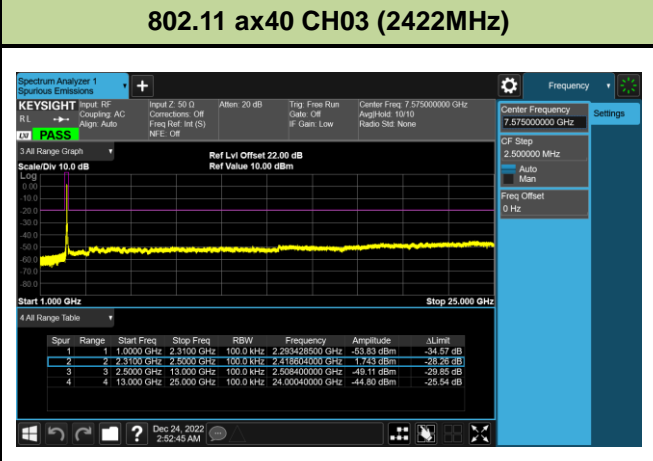 802.11 ax40 CH03 (2422MHz)
Spectrum Analyzer 1
Spurious Emissions
Frequency
KEYSIGHT Input: RF Input Z: 50 Ω Atten: 20 dB Trig: Free Run Center Freq: 7.575000000 GHz
RL Coupling: AC Corrections: Off Gate: Off Avg|Hold: 10/10
Align: Auto Freq Ref: Int (S) IF Gain: Low Radio Std: None
LXI PASS NFE: Off
Center Frequency
7.575000000 GHz
Settings
CF Step
2.500000 MHz
Auto
Man
Freq Offset
0 Hz
3 All Range Graph
Ref Lvl Offset 22.00 dB
Scale/Div 10.0 dB Ref Value 10.00 dBm
Log
0.00
-10.0
-20.0
-30.0
-40.0
-50.0
-60.0
-70.0
-80.0
Start 1.000 GHz Stop 25.000 GHz
4 All Range Table
Spur Range Start Freq Stop Freq RBW Frequency Amplitude ΔLimit
1 1 1.0000 GHz 2.3100 GHz 100.0 kHz 2.293428500 GHz -53.83 dBm -34.57 dB
2 2 2.3100 GHz 2.5000 GHz 100.0 kHz 2.418604000 GHz 1.743 dBm -28.26 dB
3 3 2.5000 GHz 13.000 GHz 100.0 kHz 2.508400000 GHz -49.11 dBm -29.85 dB
4 4 13.000 GHz 25.000 GHz 100.0 kHz 24.00040000 GHz -44.80 dBm -25.54 dB
Dec 24, 2022
2:52:45 AM